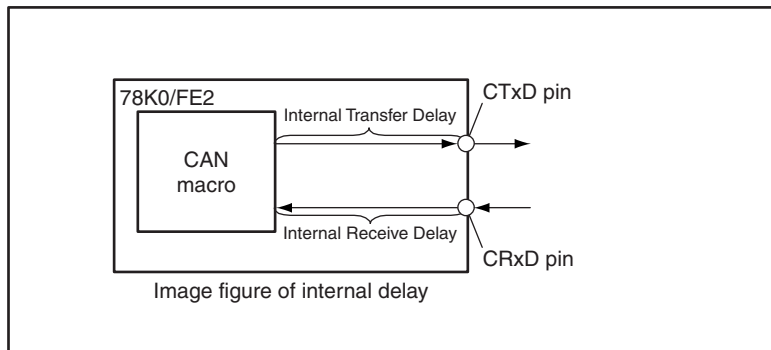 78K0/FE2
CTxD pin
Internal Transfer Delay
CAN
macro
Internal Receive Delay
CRxD pin
Image figure of internal delay